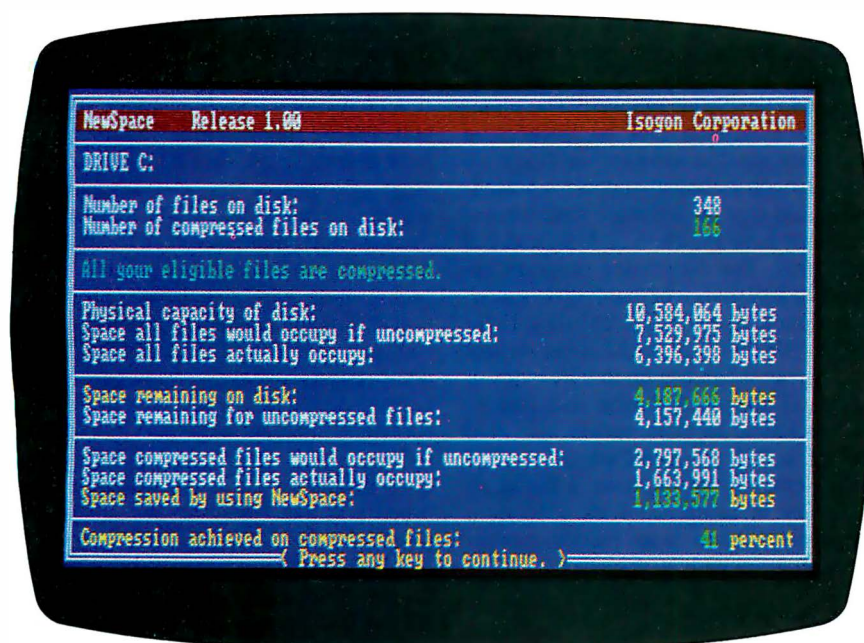 NewSpace Release 1.00 Isogon Corporation
DRIVE C:
Number of files on disk: 348
Number of compressed files on disk: 166
All your eligible files are compressed.
Physical capacity of disk: 10,584,064 bytes
Space all files would occupy if uncompressed: 7,529,975 bytes
Space all files actually occupy: 6,396,398 bytes
Space remaining on disk: 4,187,666 bytes
Space remaining for uncompressed files: 4,157,440 bytes
Space compressed files would occupy if uncompressed: 2,797,568 bytes
Space compressed files actually occupy: 1,663,991 bytes
Space saved by using NewSpace: 1,133,577 bytes
Compression achieved on compressed files: 41 percent
( Press any key to continue. )